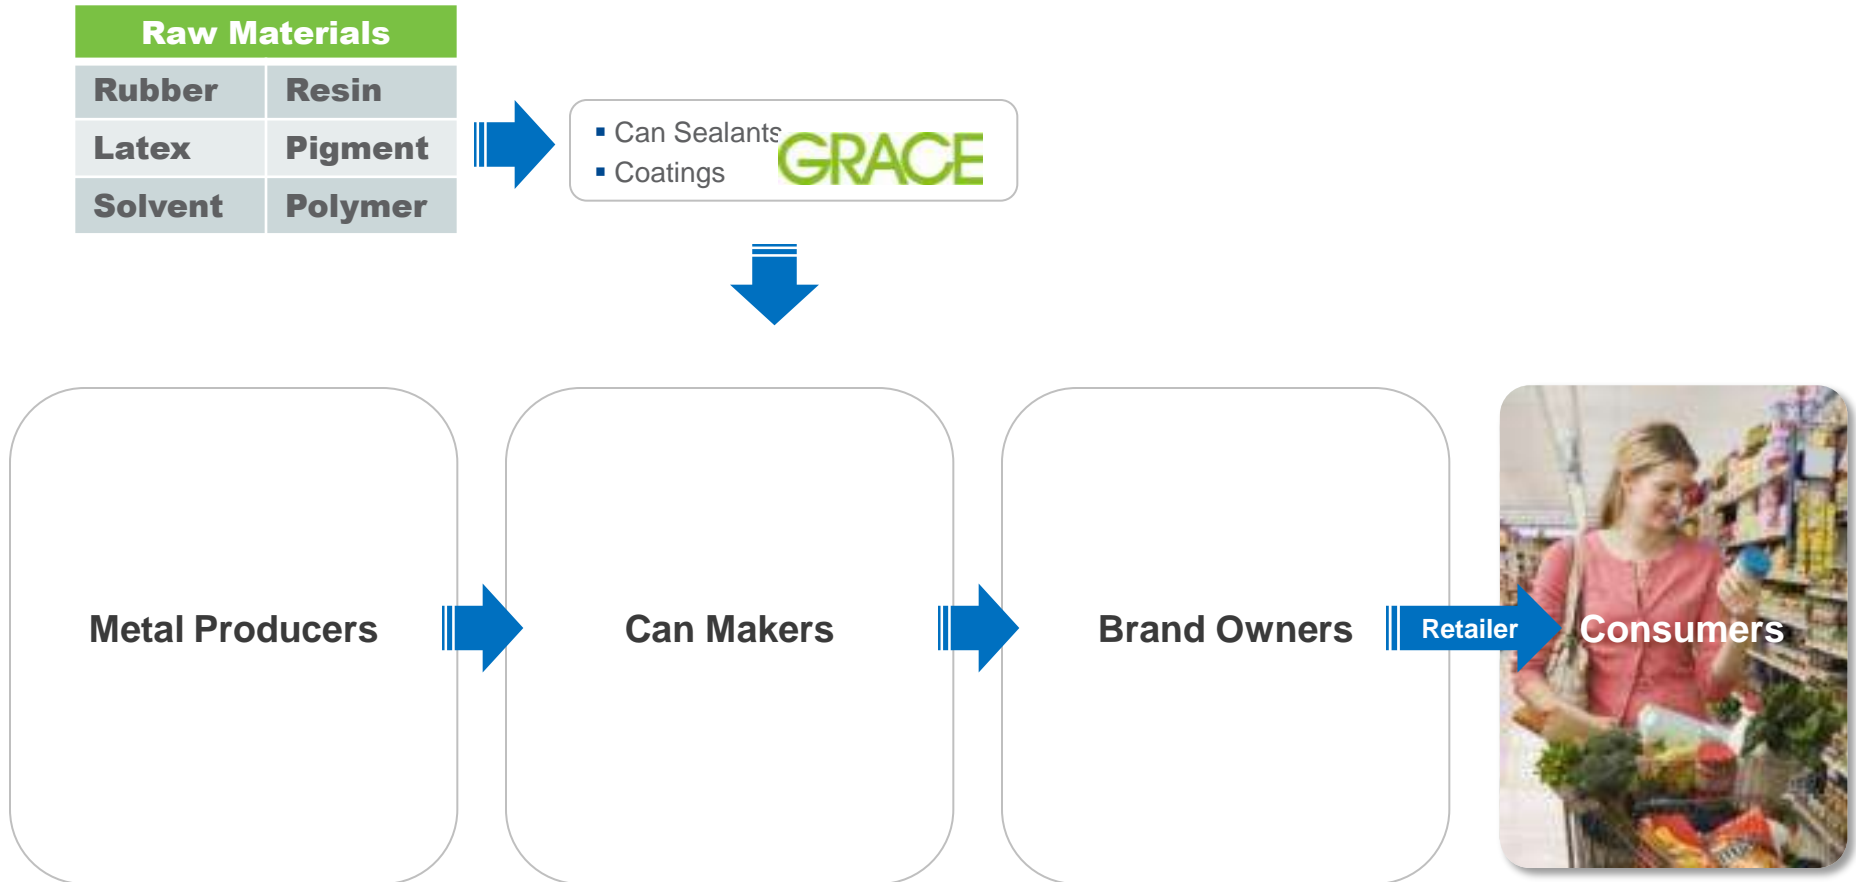 Raw Materials
Rubber Resin
Latex Pigment
Solvent Polymer
▪ Can Sealants
▪ Coatings
GRACE
Metal Producers
Can Makers
Brand Owners
Retailer
Consumers